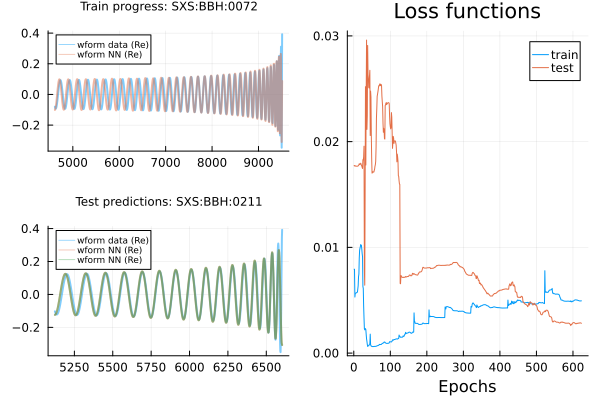 Train progress: SXS:BBH:0072
0.4
0.2
0.0
−0.2
wform data (Re)
wform NN (Re)
5000 6000 7000 8000 9000
Test predictions: SXS:BBH:0211
0.4
0.2
0.0
−0.2
wform data (Re)
wform NN (Re)
wform NN (Re)
5250 5500 5750 6000 6250 6500
Loss functions
0.03
0.02
0.01
0.00
train
test
0 100 200 300 400 500 600
Epochs